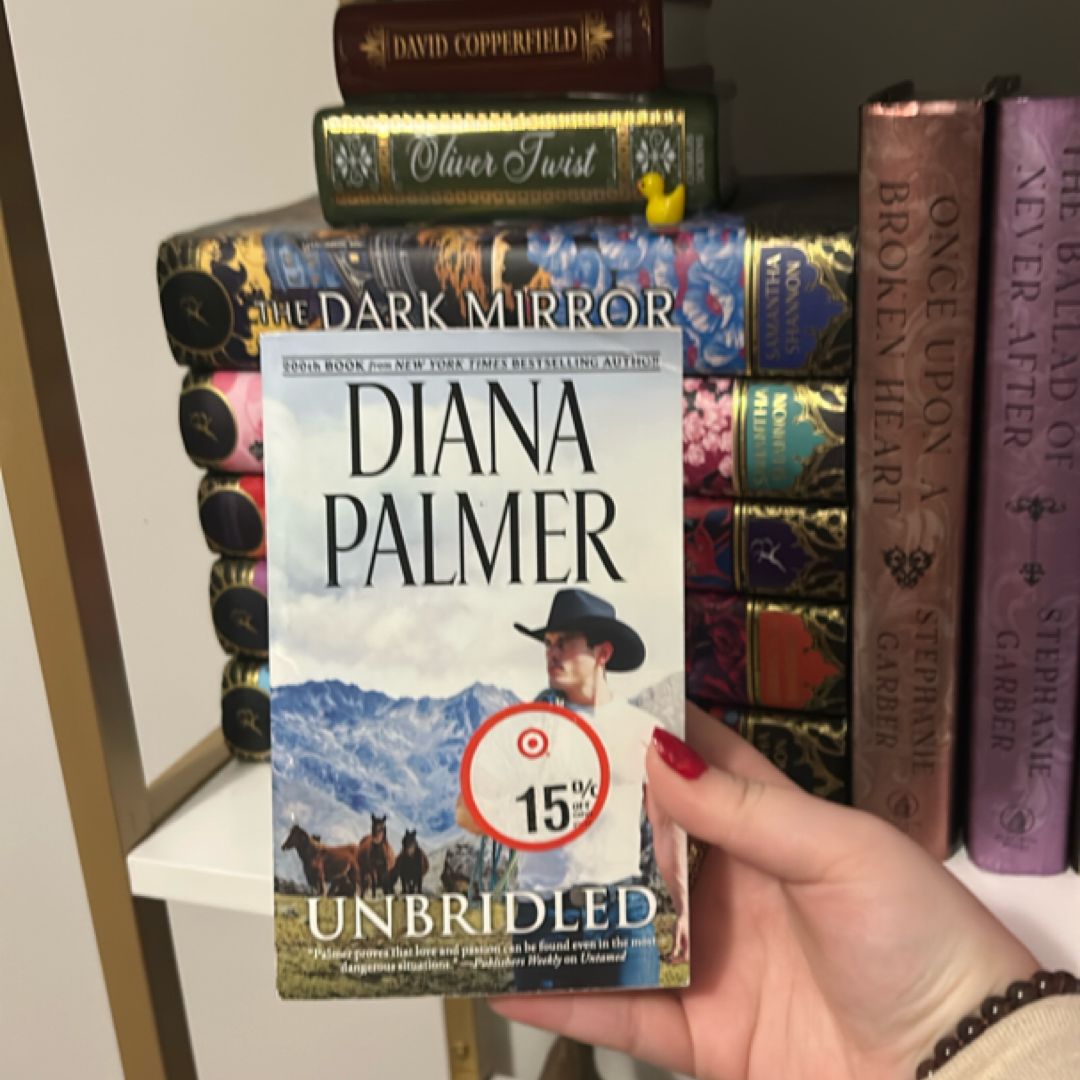 DAVID COPPERFIELD
Oliver Twist
THE DARK MIRROR
SAMANTHA
SHANNON
SAMANTHA
SHANNON
ONCE UPON A
BROKEN HEART
STEPHANIE
GARBER
THE BALLAD OF
NEVER AFTER
STEPHANIE
GARBER
200th BOOK from NEW YORK TIMES BESTSELLING AUTHOR
DIANA
PALMER
15%
OFF
UNBRIDLED
"Palmer proves that love and passion can be found even in the most
dangerous situations." —Publishers Weekly on Untamed